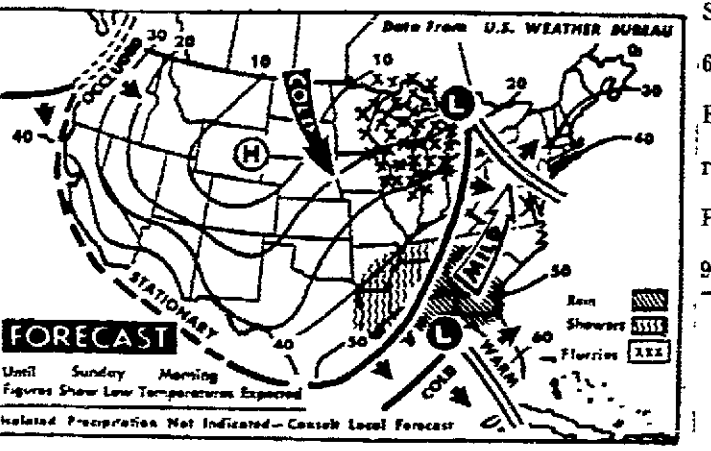 Data From U.S. WEATHER BUREAU
30
20
10
10
20
30
OCCLUDED
COLD
L
40
40
H
MILD
STATIONARY
50
Rain
Showers
Flurries
FORECAST
L
WARM
60
40
50
COLD
Until Sunday Morning
Figures Show Low Temperatures Expected
Isolated Precipitation Not Indicated – Consult Local Forecast